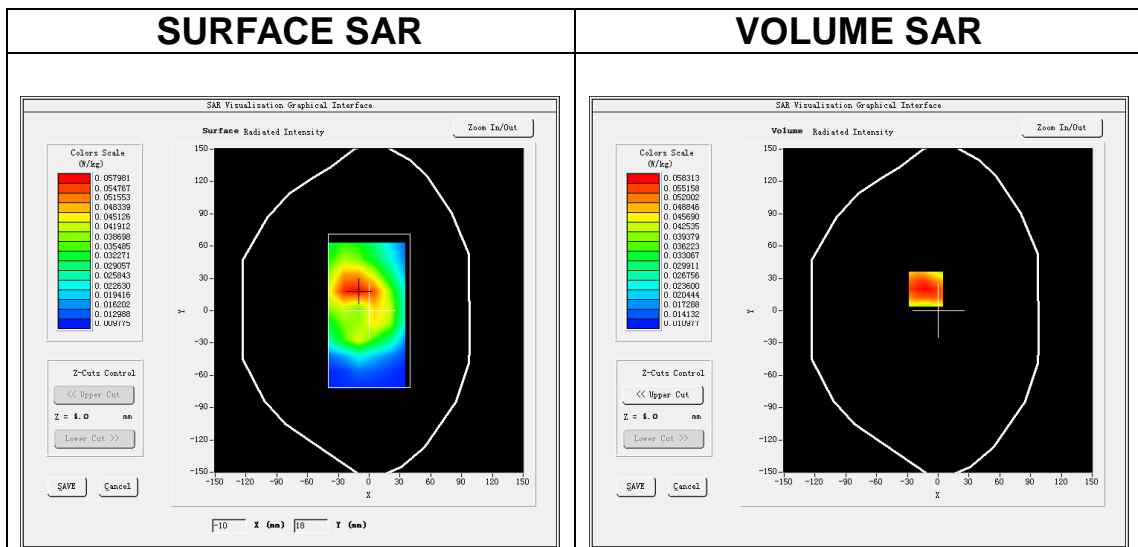 SURFACE SAR
VOLUME SAR
SAR Visualisation Graphical Interface
Surface Radiated Intensity
Zoom In/Out
Colors Scale
(W/kg)
0.057981
0.054767
0.051553
0.048339
0.045126
0.041912
0.038698
0.035485
0.032271
0.029057
0.025843
0.022630
0.019416
0.016202
0.012988
0.009775
Z-Cuts Control
<< Upper Cut
Z = 4.0 mm
Lower Cut >>
SAVE
Cancel
150
120
90
60
30
0
-30
-60
-90
-120
-150
Y
-150 -120 -90 -60 -30 0 30 60 90 120 150
X
-10 X (mm) 18 Y (mm)
SAR Visualisation Graphical Interface
Volume Radiated Intensity
Zoom In/Out
Colors Scale
(W/kg)
0.058313
0.055158
0.052002
0.048846
0.045690
0.042535
0.039379
0.036223
0.033067
0.029911
0.026756
0.023600
0.020444
0.017288
0.014132
0.010977
Z-Cuts Control
<< Upper Cut
Z = 4.0 mm
Lower Cut >>
SAVE
Cancel
150
120
90
60
30
0
-30
-60
-90
-120
-150
Y
-150 -120 -90 -60 -30 0 30 60 90 120 150
X